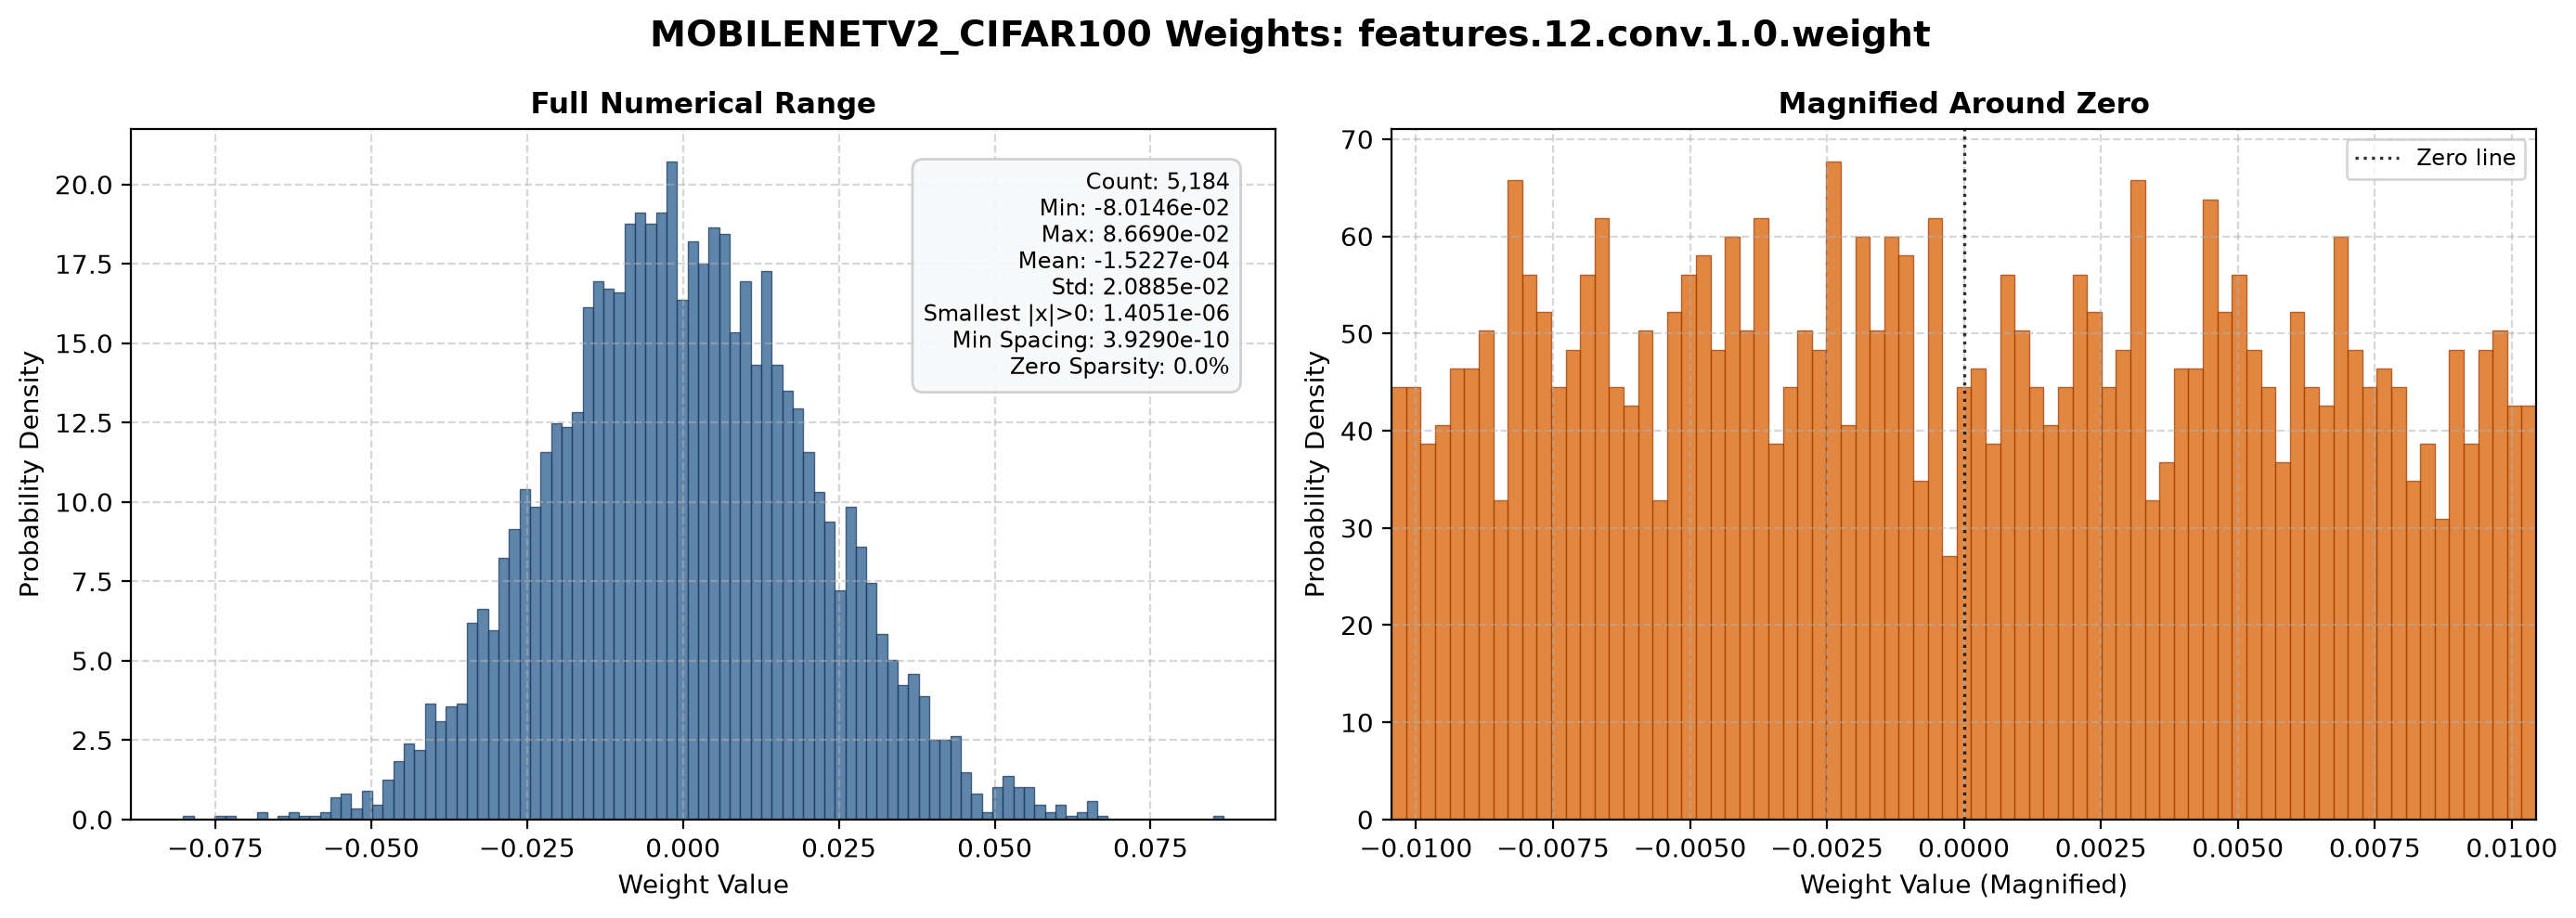 MOBILENETV2_CIFAR100 Weights: features.12.conv.1.0.weight
Full Numerical Range
Probability Density
20.0
17.5
15.0
12.5
10.0
7.5
5.0
2.5
0.0
Count: 5,184
Min: -8.0146e-02
Max: 8.6690e-02
Mean: -1.5227e-04
Std: 2.0885e-02
Smallest |x|>0: 1.4051e-06
Min Spacing: 3.9290e-10
Zero Sparsity: 0.0%
−0.075 −0.050 −0.025 0.000 0.025 0.050 0.075
Weight Value
Magnified Around Zero
Probability Density
70
60
50
40
30
20
10
0
Zero line
−0.0100 −0.0075 −0.0050 −0.0025 0.0000 0.0025 0.0050 0.0075 0.0100
Weight Value (Magnified)